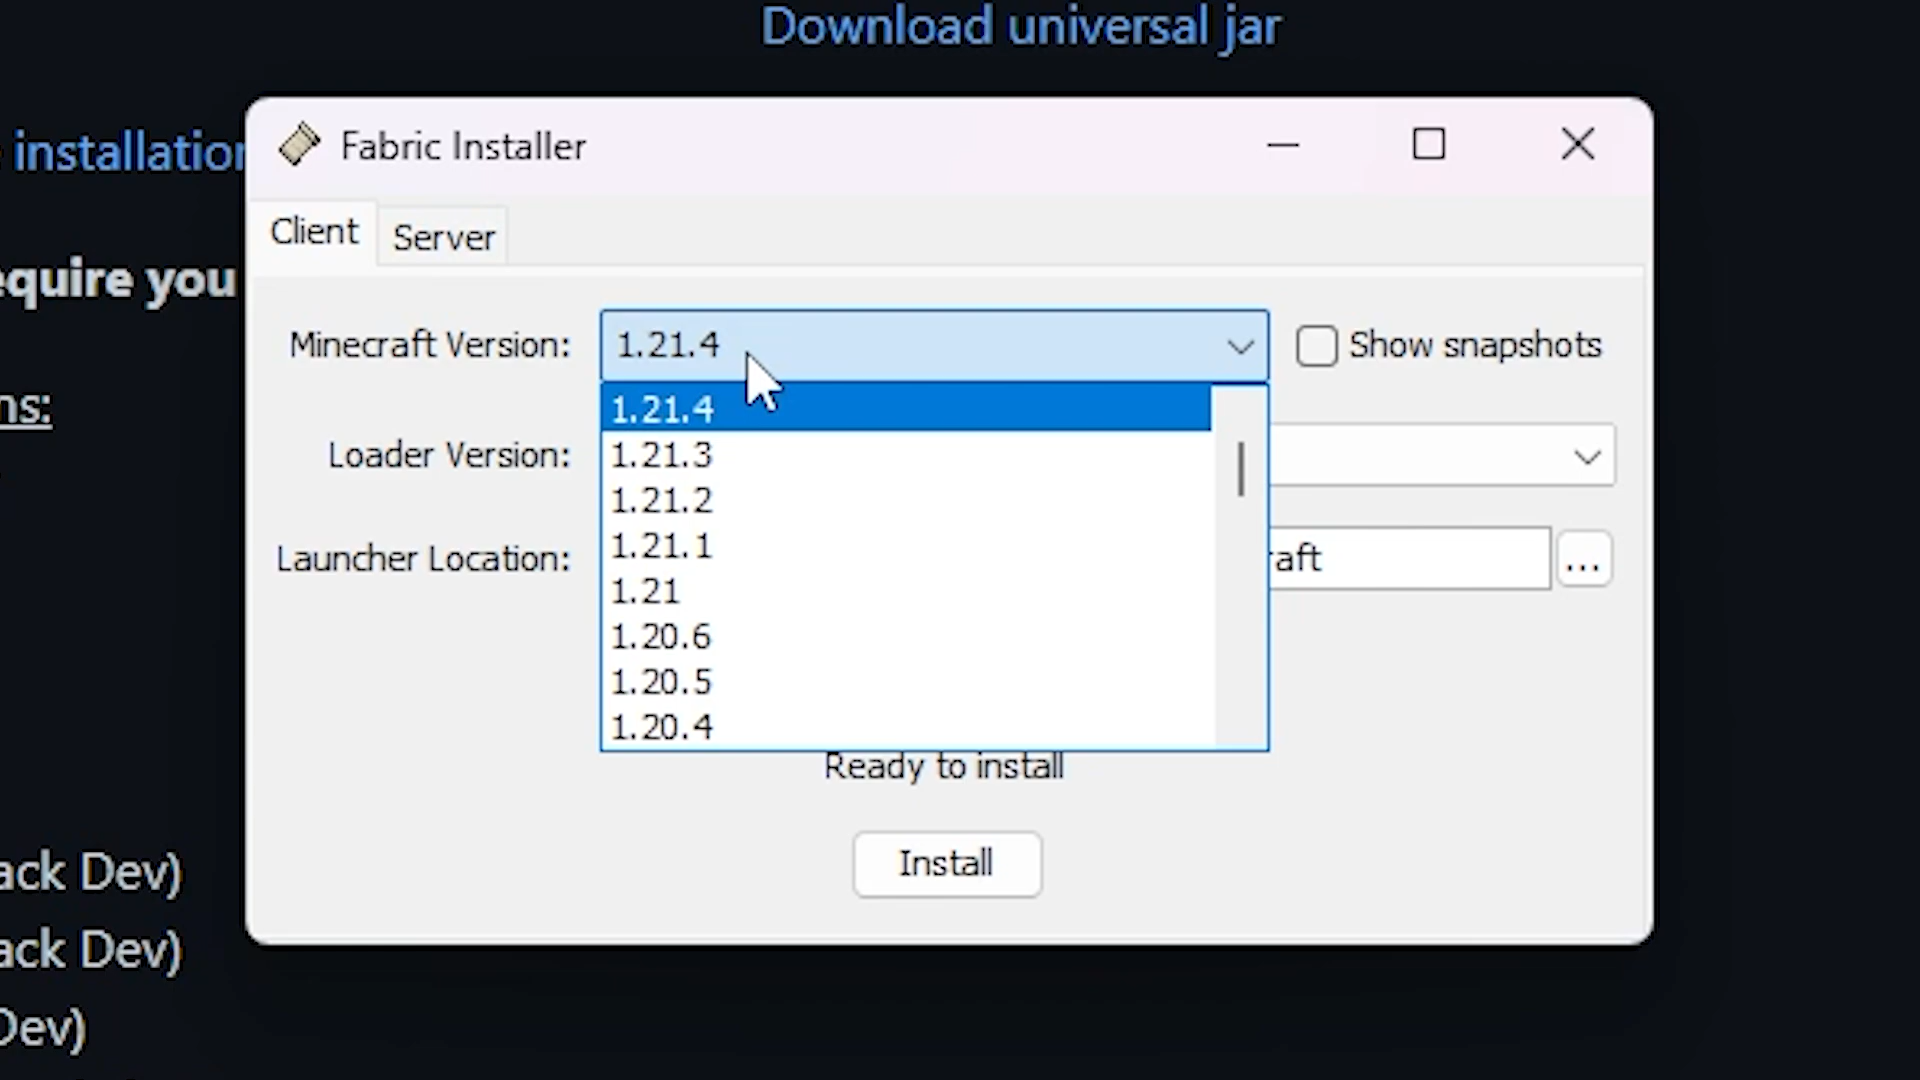 Download universal jar
installation
Fabric Installer
Client
Server
equire you
Minecraft Version:
1.21.4
Show snapshots
1.21.4
ns:
Loader Version:
1.21.3
1.21.2
1.21.1
Launcher Location:
raft
...
1.21
1.20.6
1.20.5
1.20.4
Ready to install
Install
ack Dev)
ack Dev)
Dev)